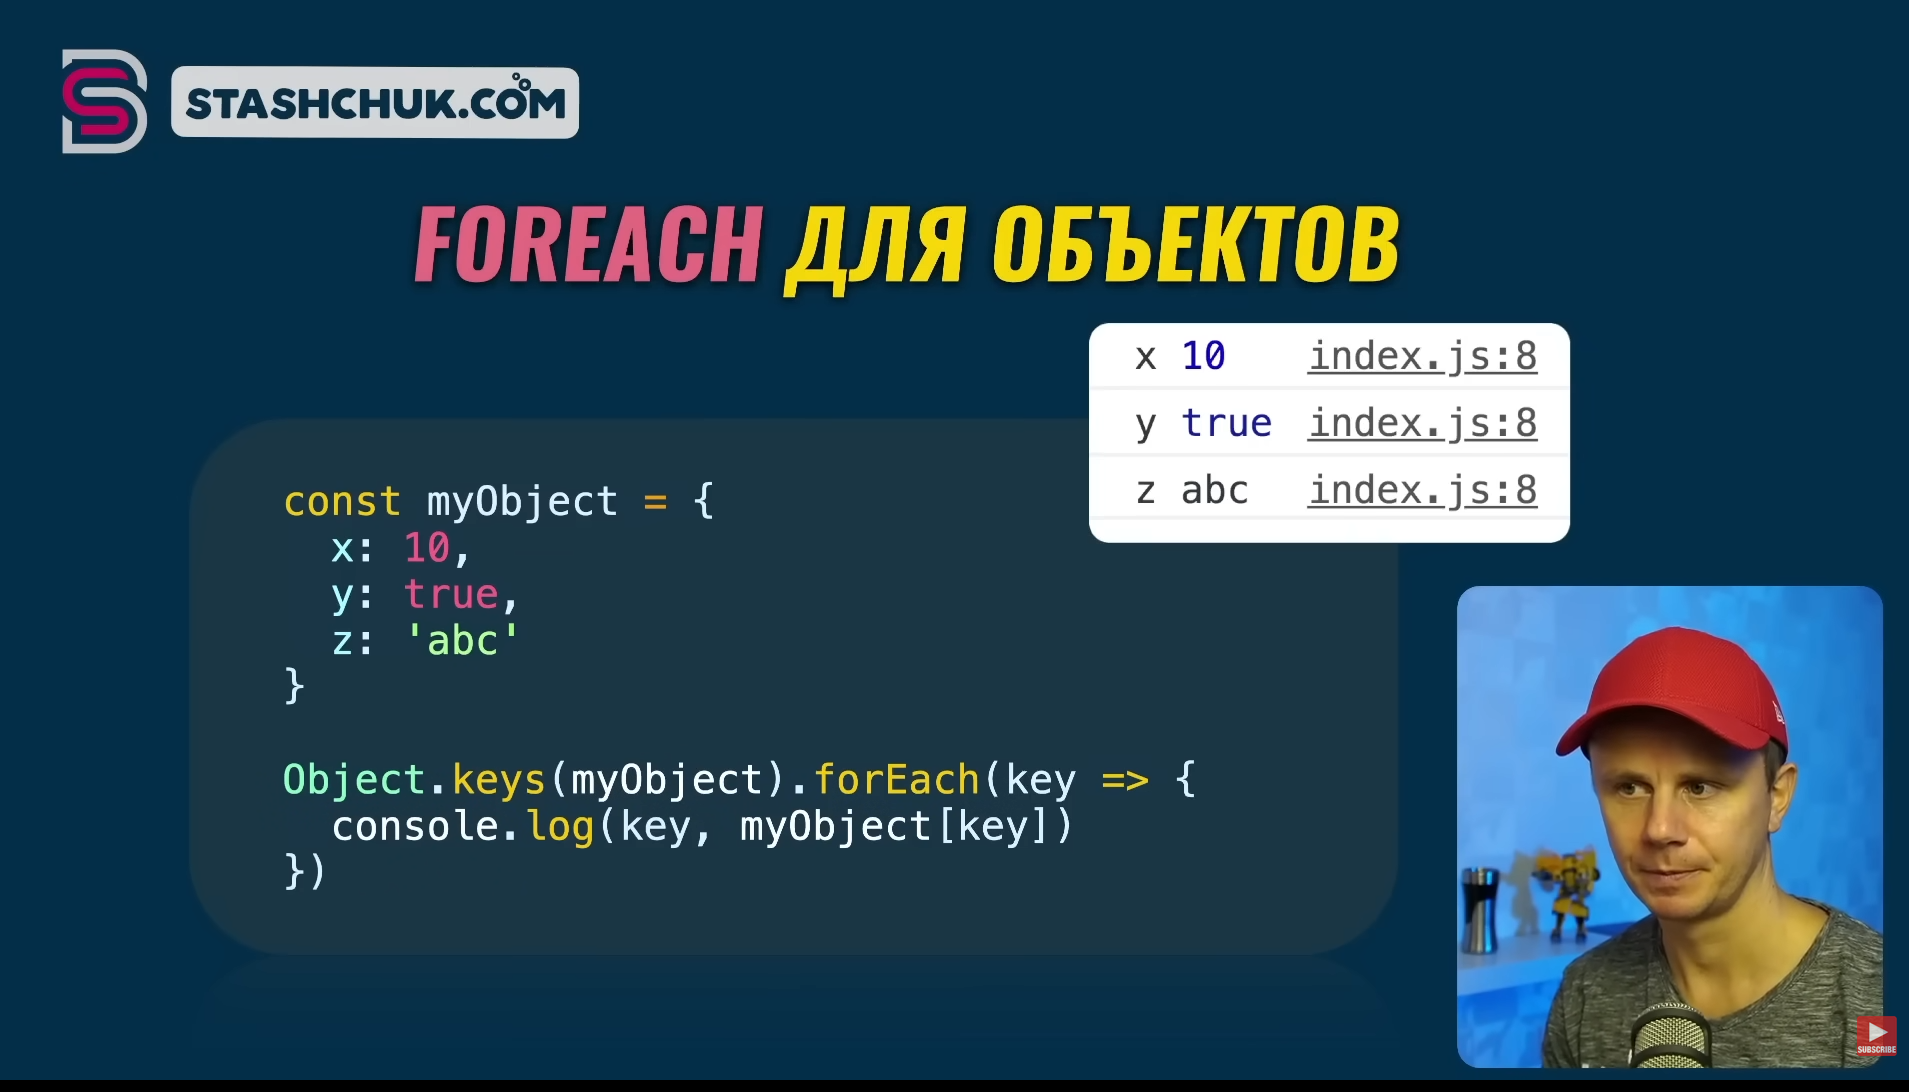 STASHCHUK.COM
FOREACH ДЛЯ ОБЪЕКТОВ
x 10 index.js:8
y true index.js:8
z abc index.js:8
const myObject = {
  x: 10,
  y: true,
  z: 'abc'
}
Object.keys(myObject).forEach(key => {
  console.log(key, myObject[key])
})
SUBSCRIBE